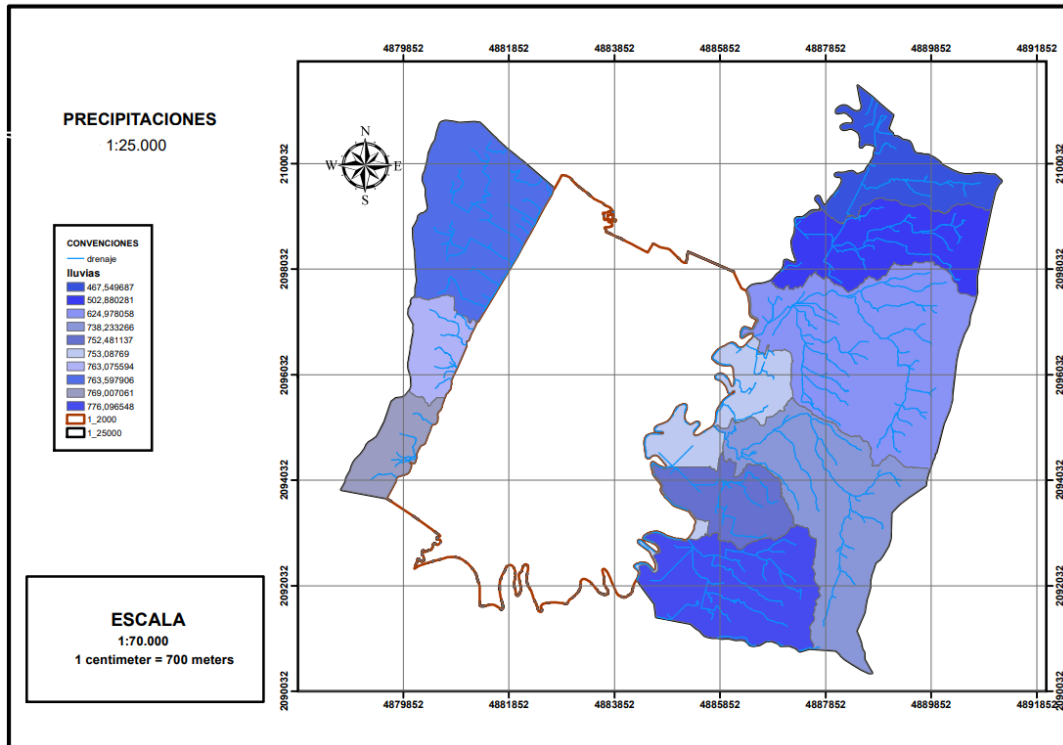 PRECIPITACIONES
1:25.000
CONVENCIONES
drenaje
lluvias
467,549687
502,880281
624,978058
738,233266
752,481137
753,08769
763,075594
763,597906
769,007061
776,096548
1_2000
1_25000
ESCALA
1:70.000
1 centimeter = 700 meters
N
W E
S
4879852 4881852 4883852 4885852 4887852 4889852 4891852
2100032 2100032
2098032 2098032
2096032 2096032
2094032 2094032
2092032 2092032
2090032 2090032
4879852 4881852 4883852 4885852 4887852 4889852 4891852